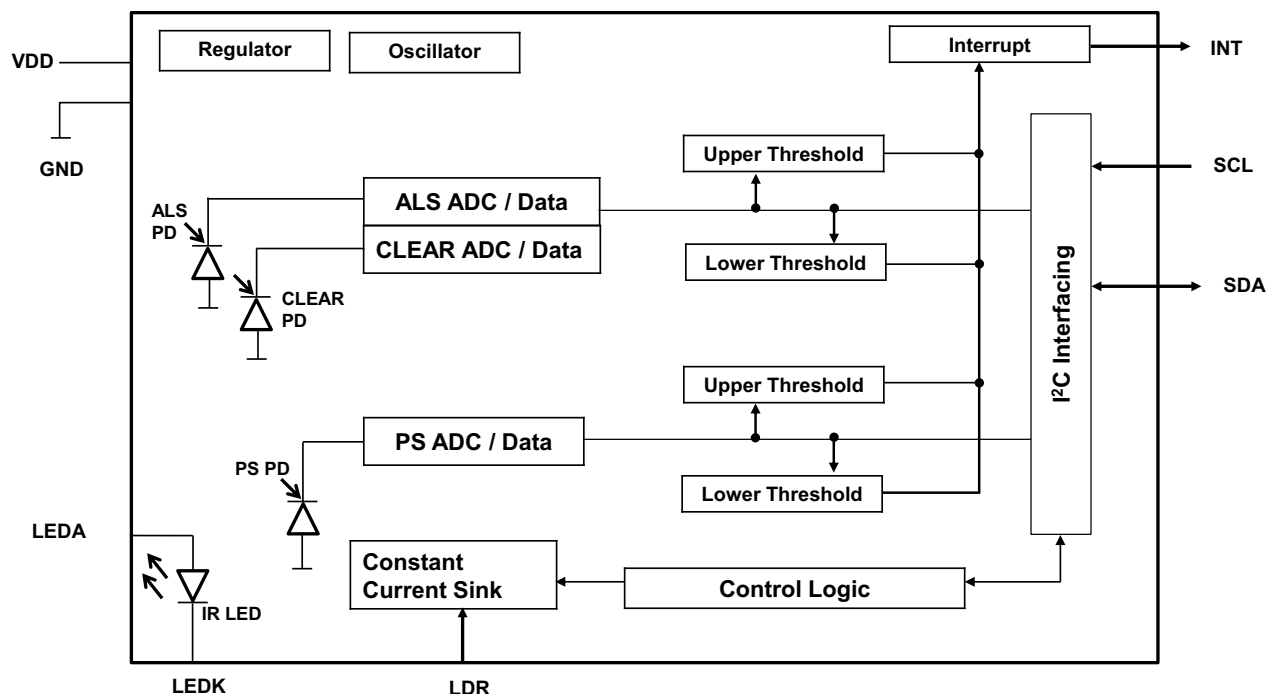 Regulator
Oscillator
Interrupt
VDD
INT
GND
Upper Threshold
SCL
ALS
PD
ALS ADC / Data
CLEAR ADC / Data
Lower Threshold
CLEAR
PD
SDA
I²C Interfacing
Upper Threshold
PS ADC / Data
PS PD
Lower Threshold
LEDA
Constant
Current Sink
Control Logic
IR LED
LEDK
LDR